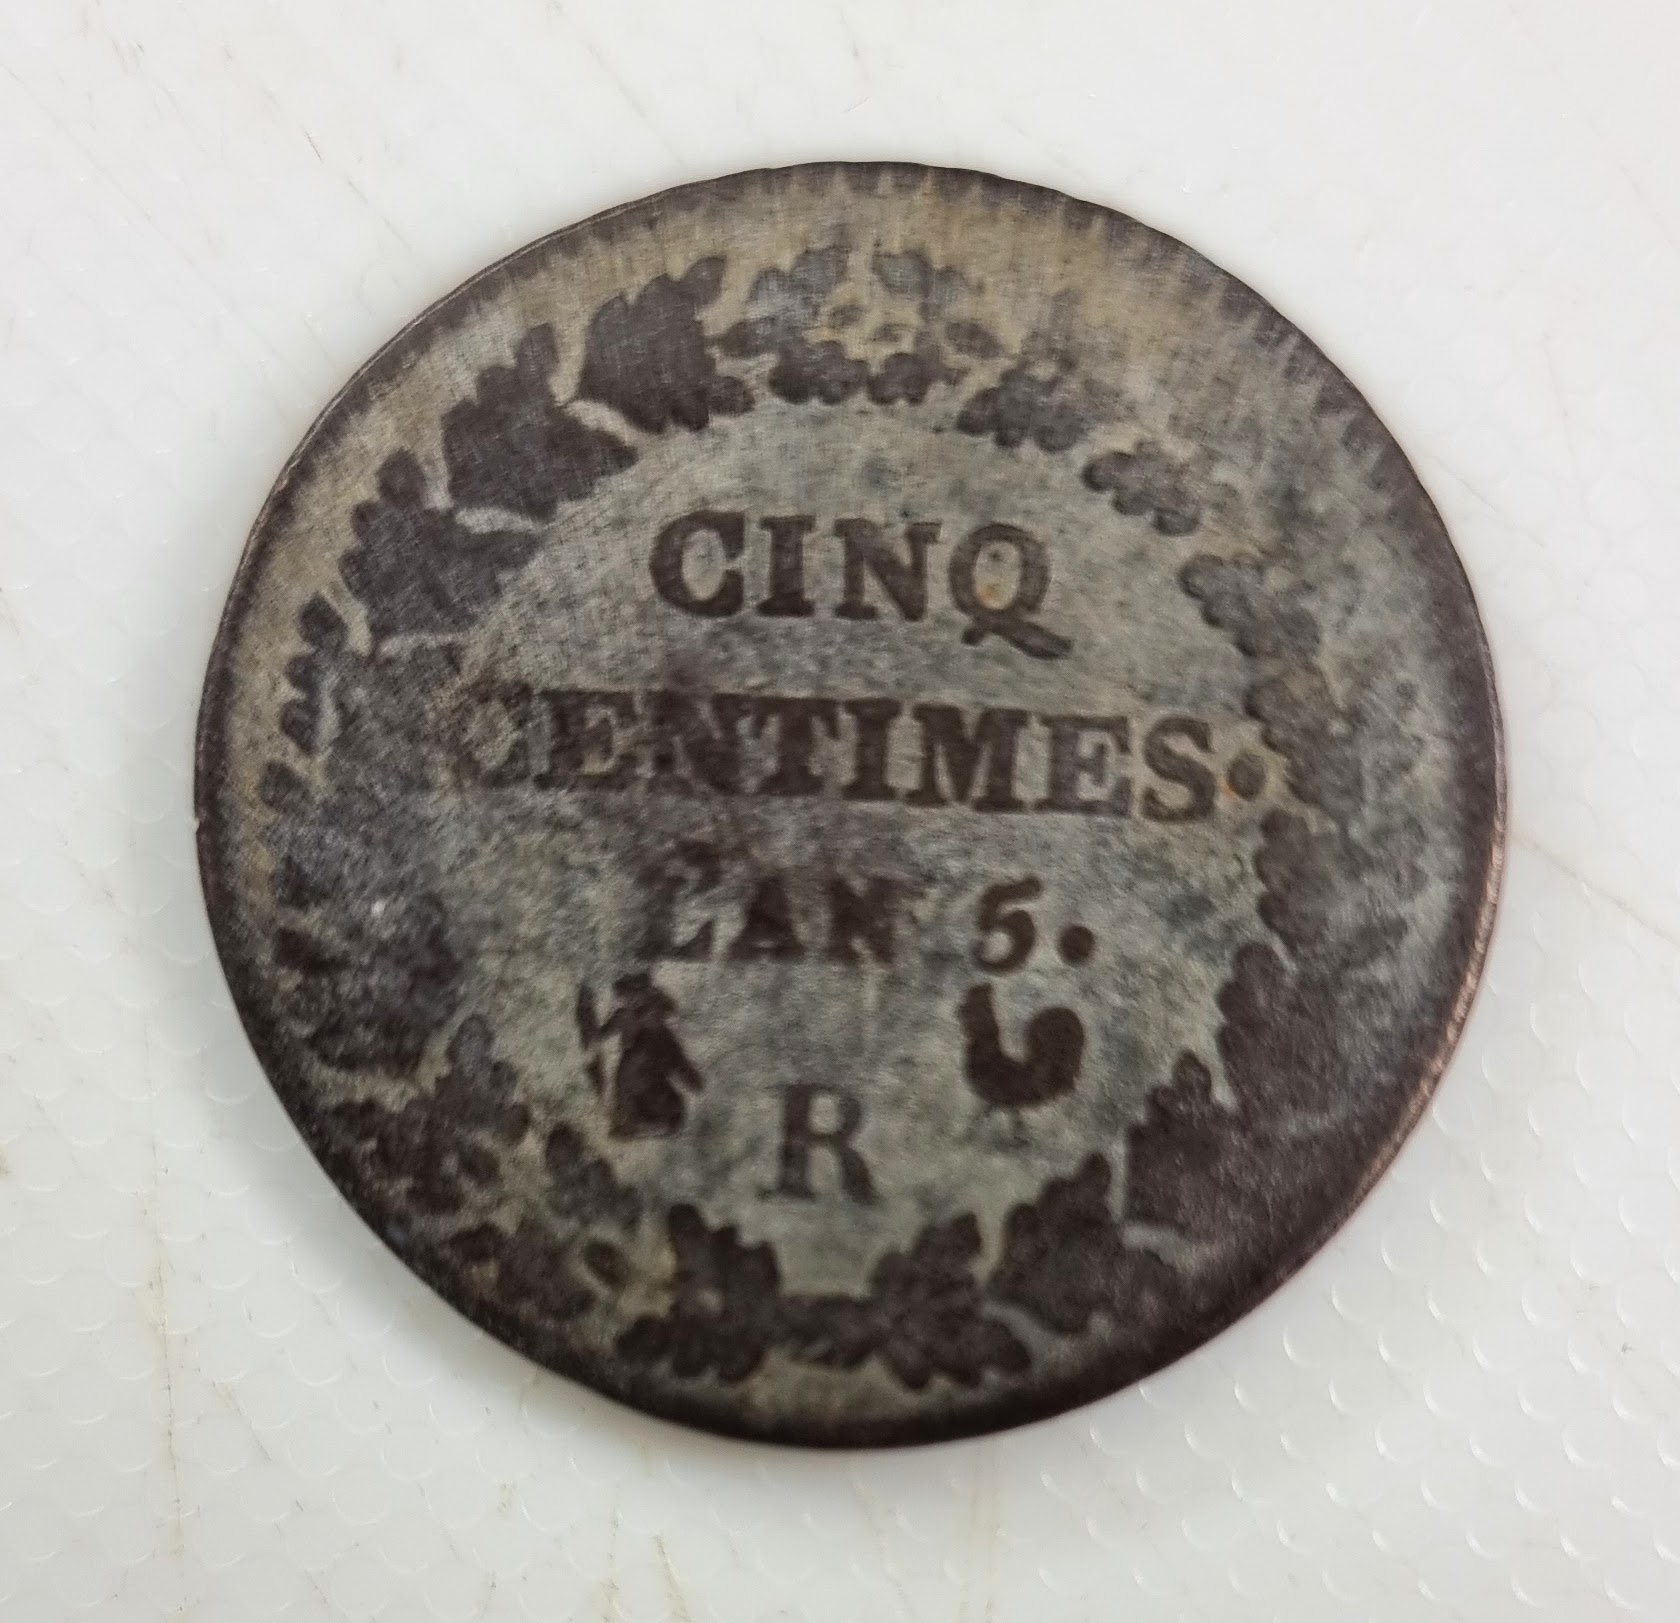 CINQ
CENTIMES.
L'AN 5.
R